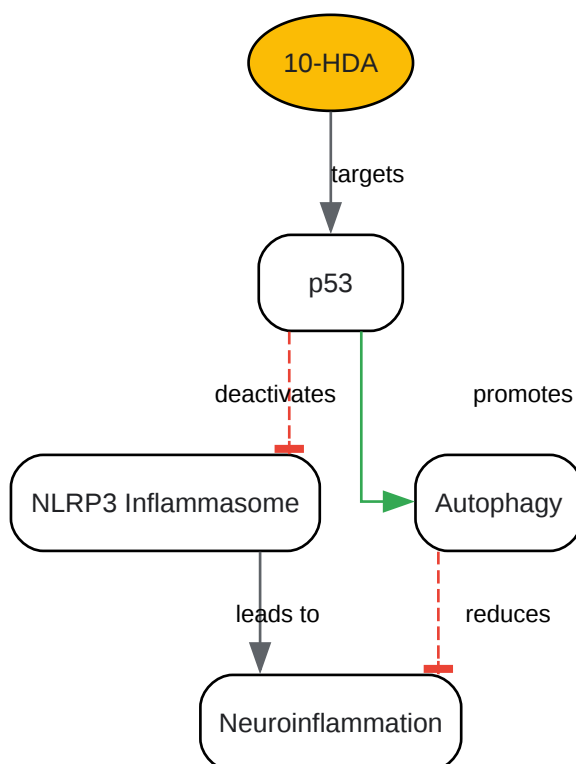 10-HDA
targets
p53
deactivates
promotes
NLRP3 Inflammasome
Autophagy
leads to
reduces
Neuroinflammation